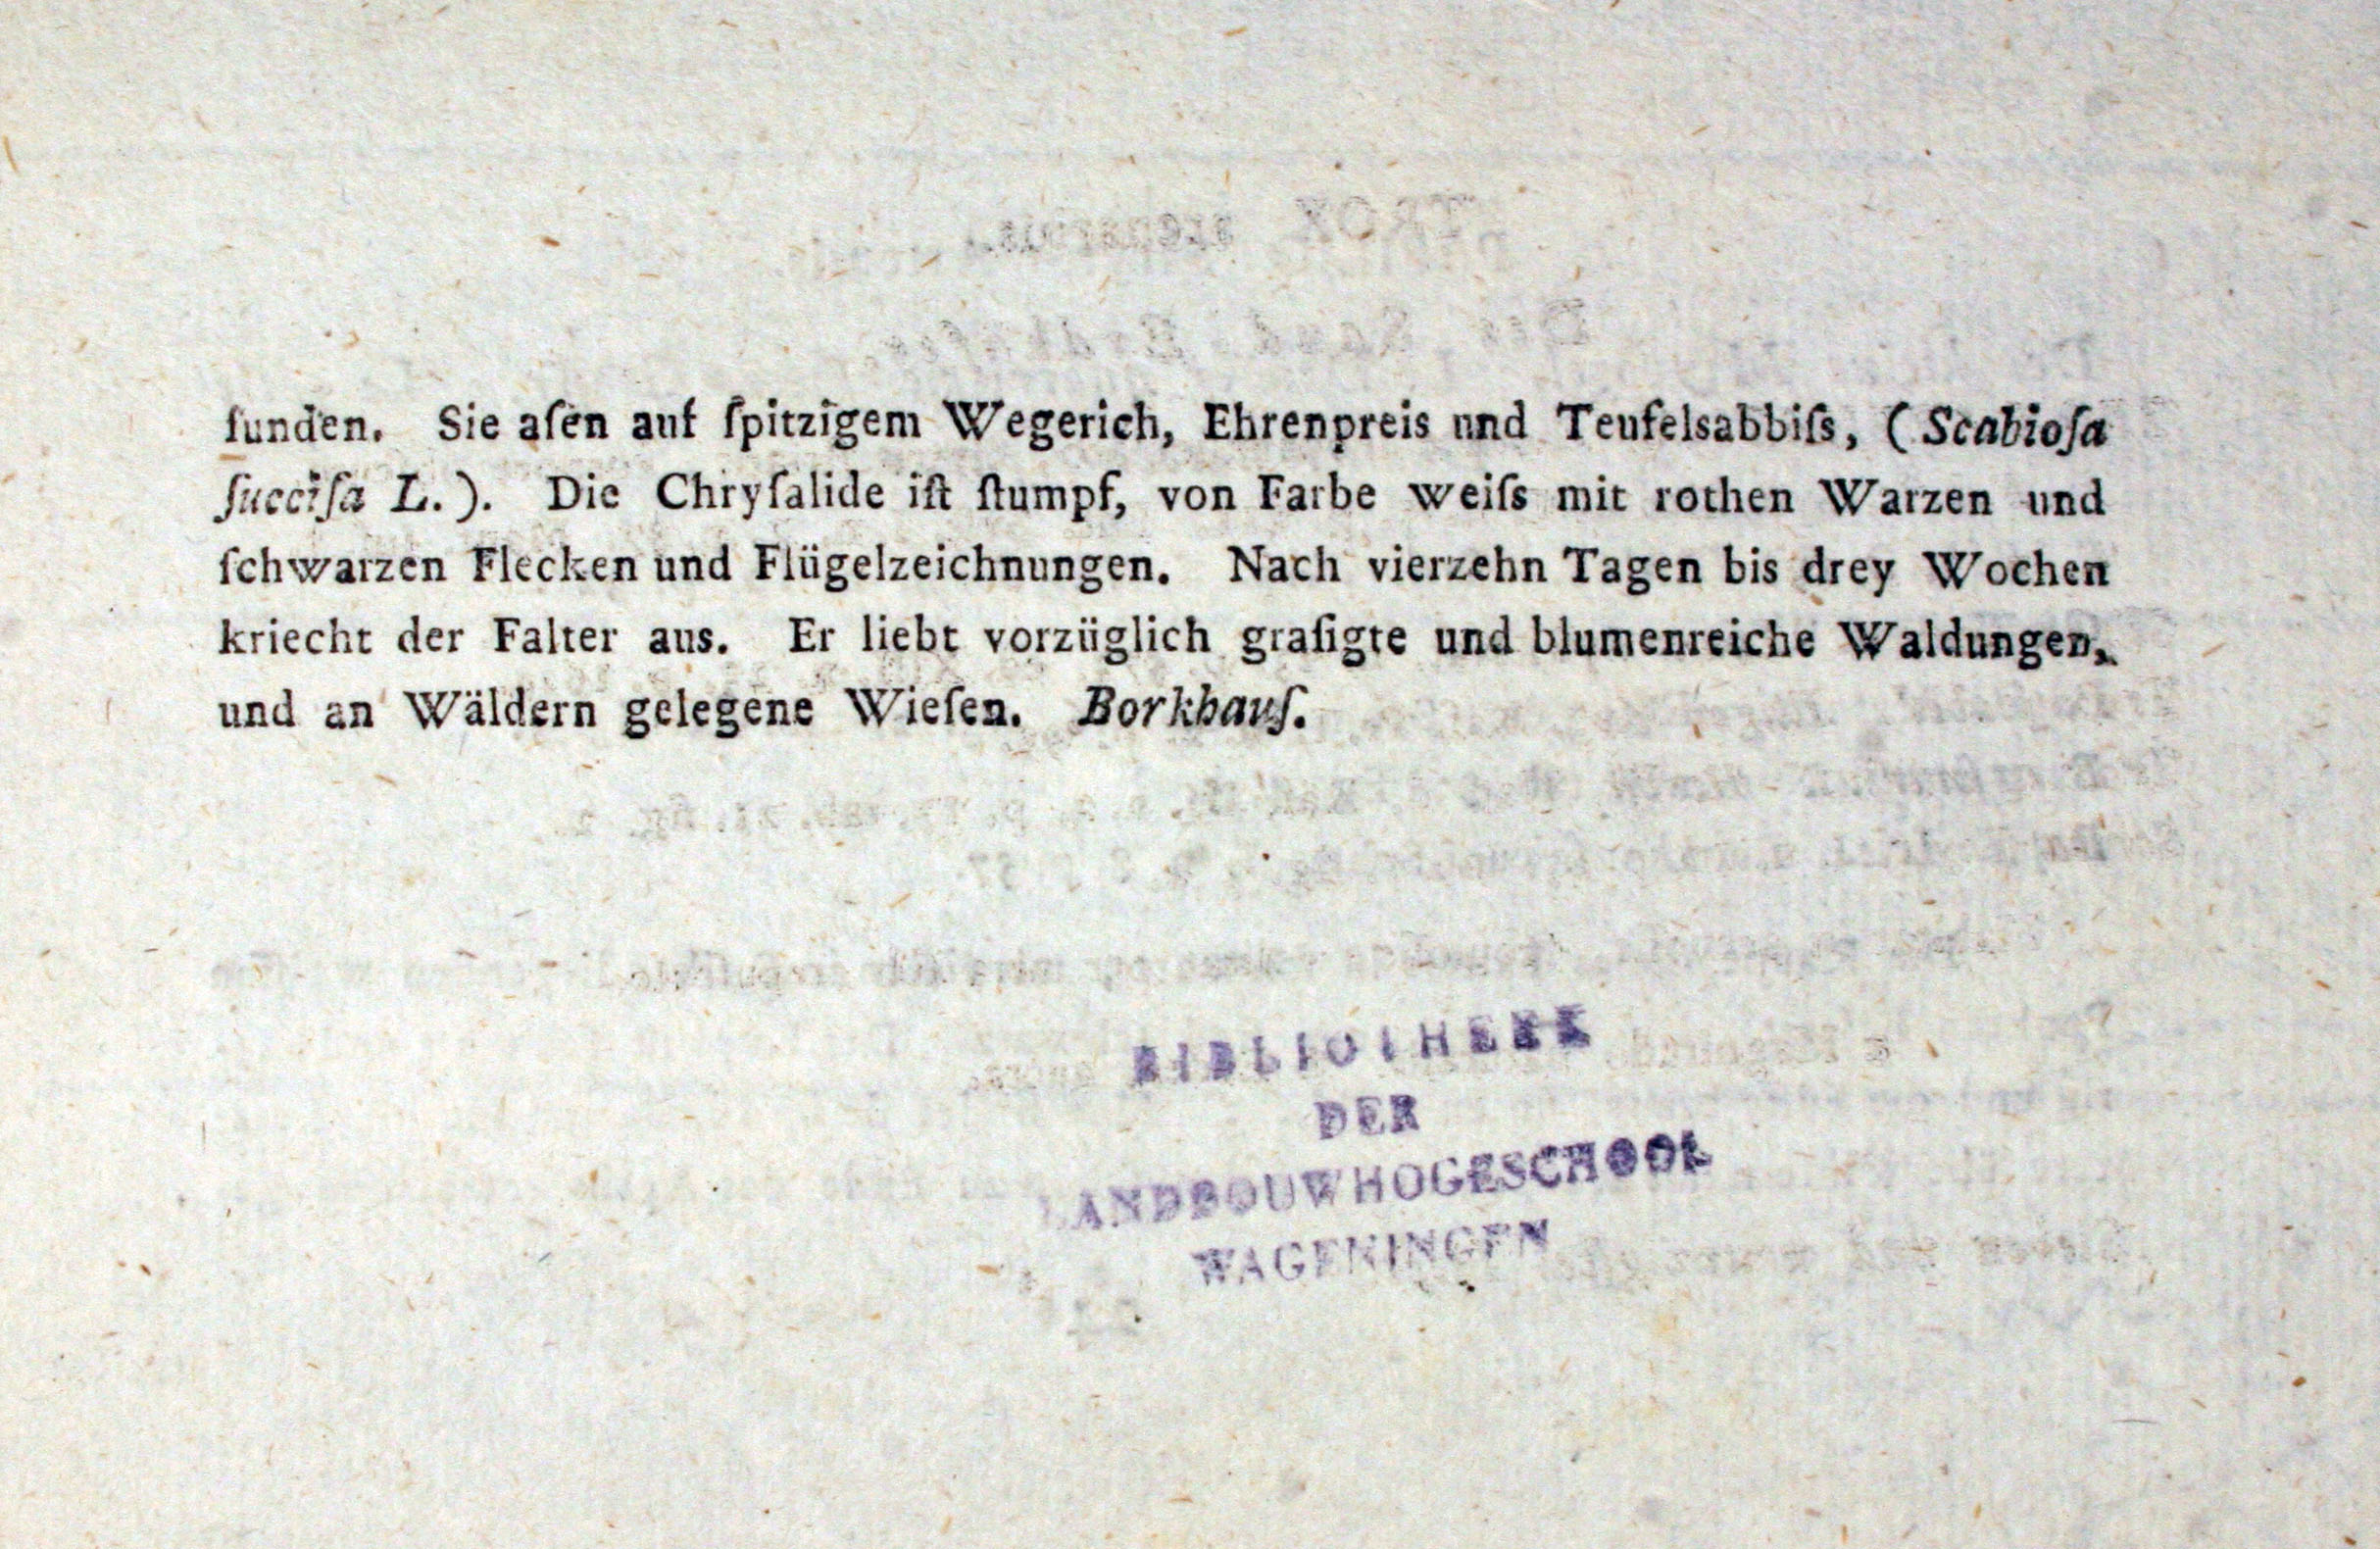 funden. Sie aſen auf ſpitzigem Wegerich, Ehrenpreis und Teufelsabbiſs, (Scabioſa
ſucciſa L.). Die Chryſalide iſt ſtumpf, von Farbe weiſs mit rothen Warzen und
ſchwarzen Flecken und Flügelzeichnungen. Nach vierzehn Tagen bis drey Wochen
kriecht der Falter aus. Er liebt vorzüglich graſigte und blumenreiche Waldungen,
und an Wäldern gelegene Wieſen. Borkhauſ.
BIBLIOTHEEK
DER
LANDBOUWHOGESCHOOL
WAGENINGEN